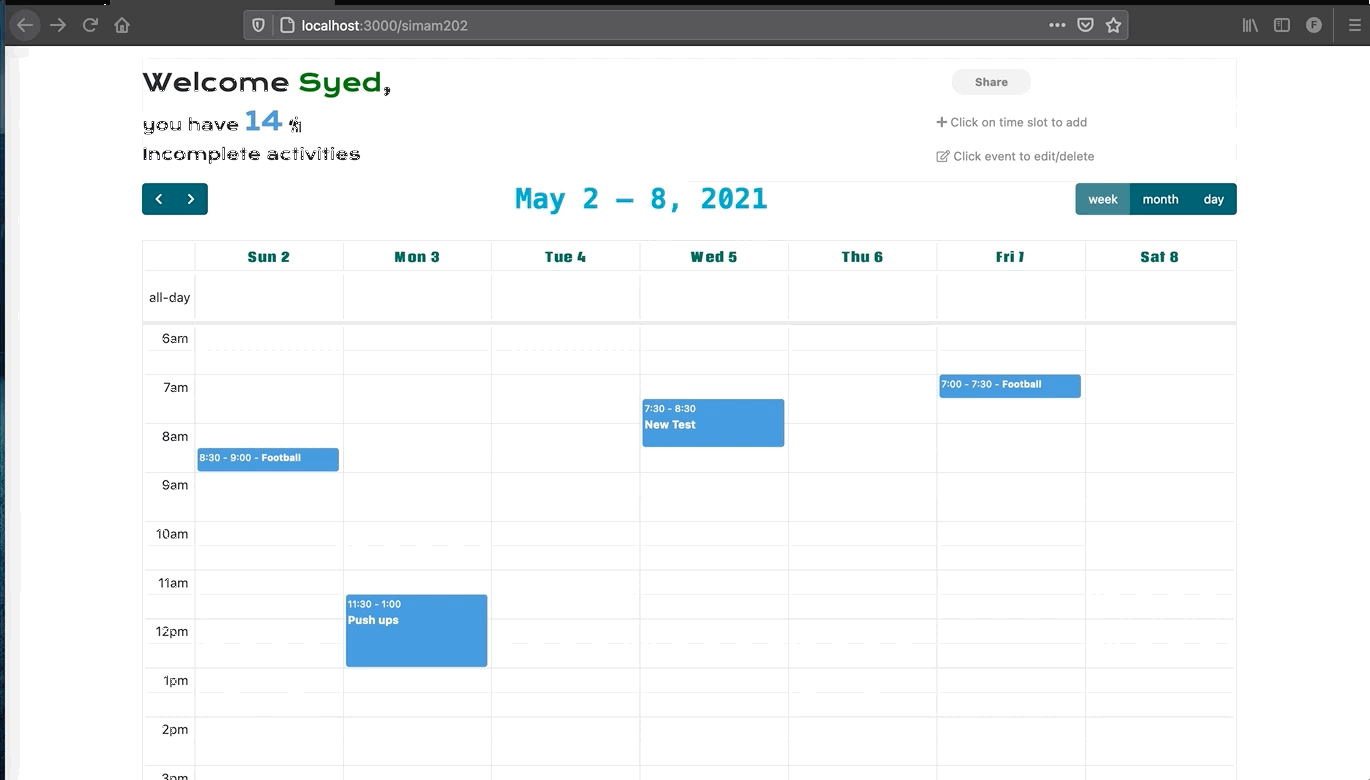 localhost:3000/simam202
F
Welcome Syed,
Share
you have 14
+ Click on time slot to add
Incomplete activities
Click event to edit/delete
May 2 – 8, 2021
week month day
Sun 2 Mon 3 Tue 4 Wed 5 Thu 6 Fri 7 Sat 8
all-day
6am
7am
7:00 - 7:30 - Football
7:30 - 8:30
New Test
8am
8:30 - 9:00 - Football
9am
10am
11am
11:30 - 1:00
Push ups
12pm
1pm
2pm
3pm